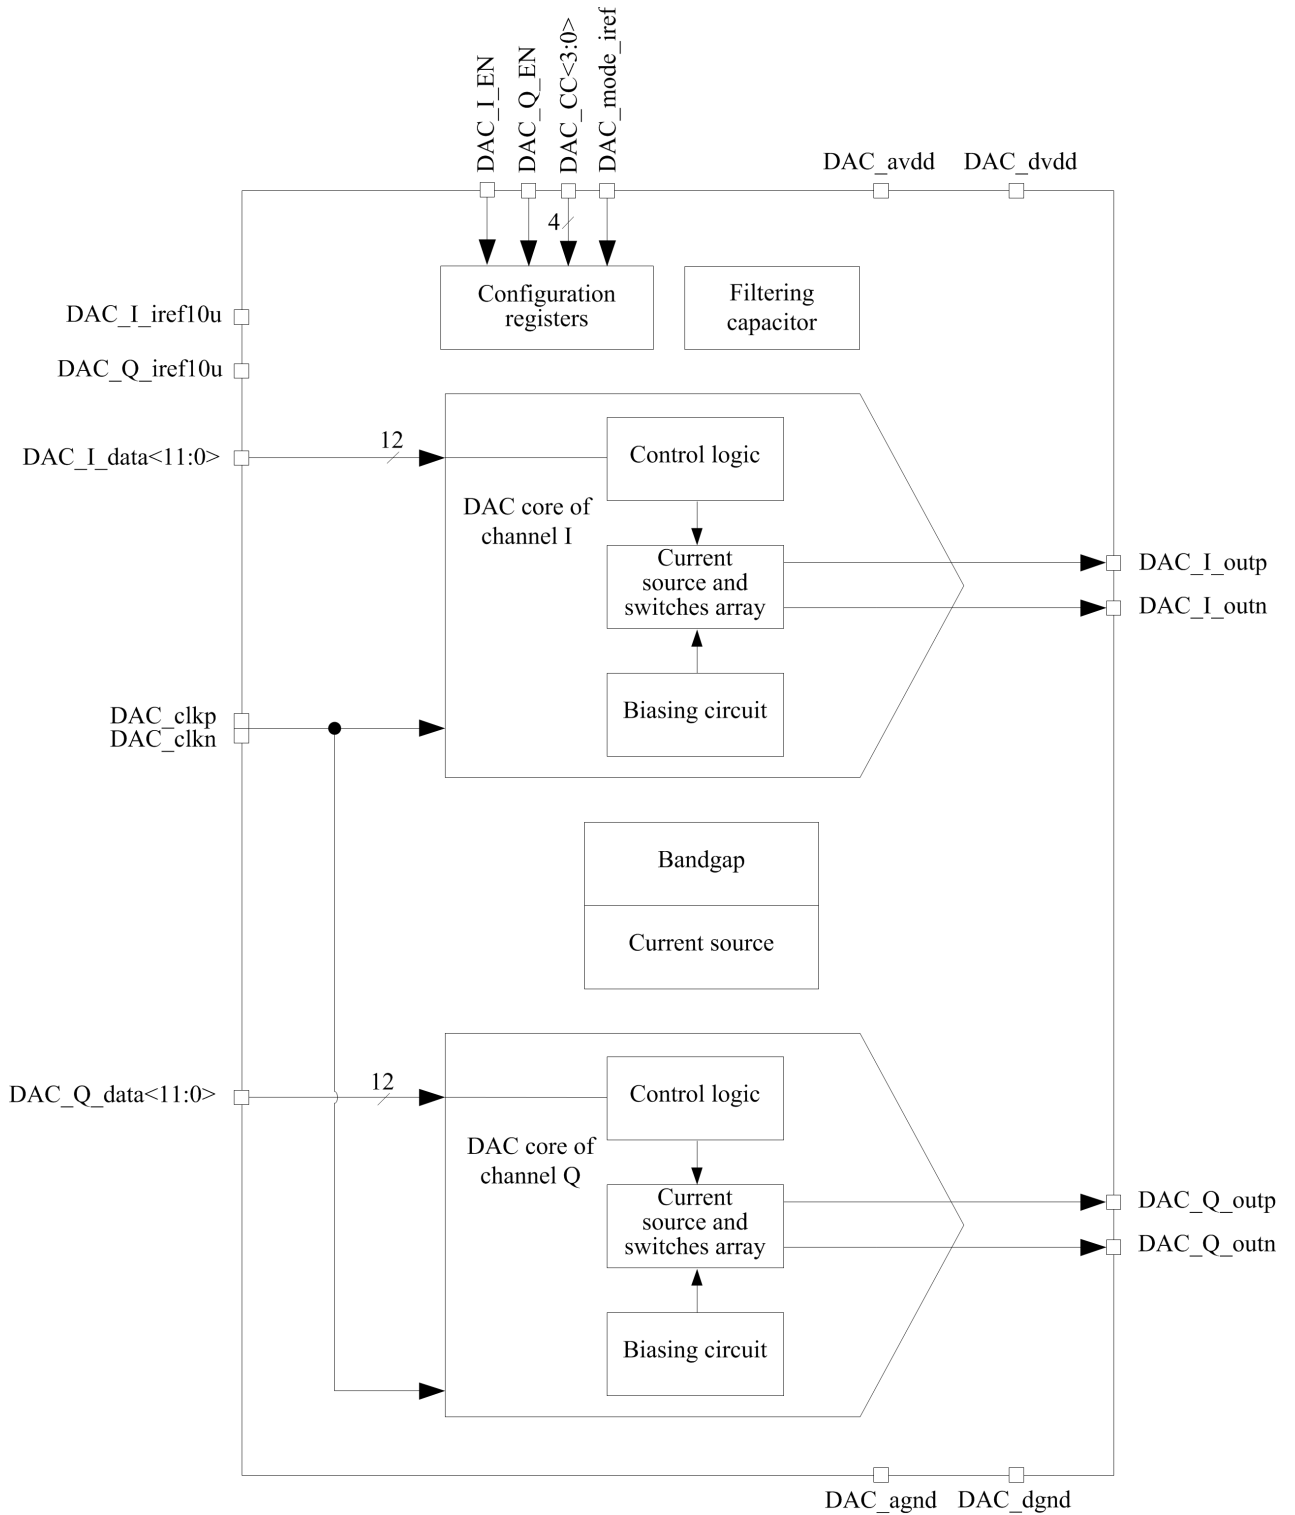 DAC_I_EN
DAC_Q_EN
DAC_CC<3:0>
DAC_mode_iref
DAC_avdd
DAC_dvdd
4
Configuration
registers
Filtering
capacitor
DAC_I_iref10u
DAC_Q_iref10u
DAC_I_data<11:0>
12
Control logic
DAC core of
channel I
Current
source and
switches array
DAC_I_outp
DAC_I_outn
Biasing circuit
DAC_clkp
DAC_clkn
Bandgap
Current source
DAC_Q_data<11:0>
12
Control logic
DAC core of
channel Q
Current
source and
switches array
DAC_Q_outp
DAC_Q_outn
Biasing circuit
DAC_agnd
DAC_dgnd